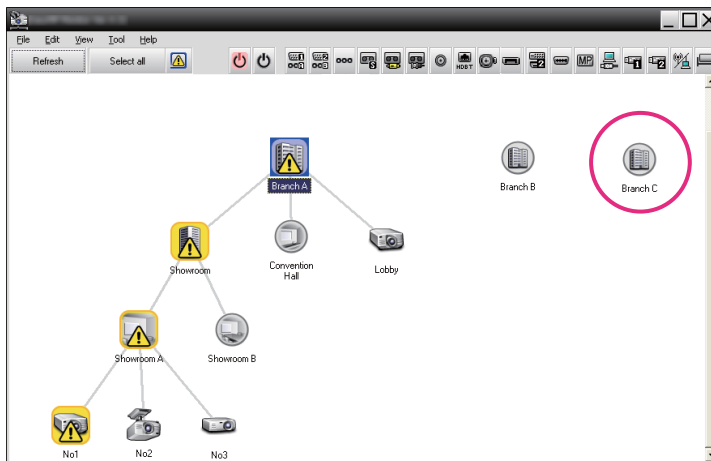 File Edit View Tool Help
Refresh Select all
HDBT MP
Branch A
Branch B
Branch C
Showroom
Convention
Hall
Lobby
Showroom A
Showroom B
No1
No2
No3